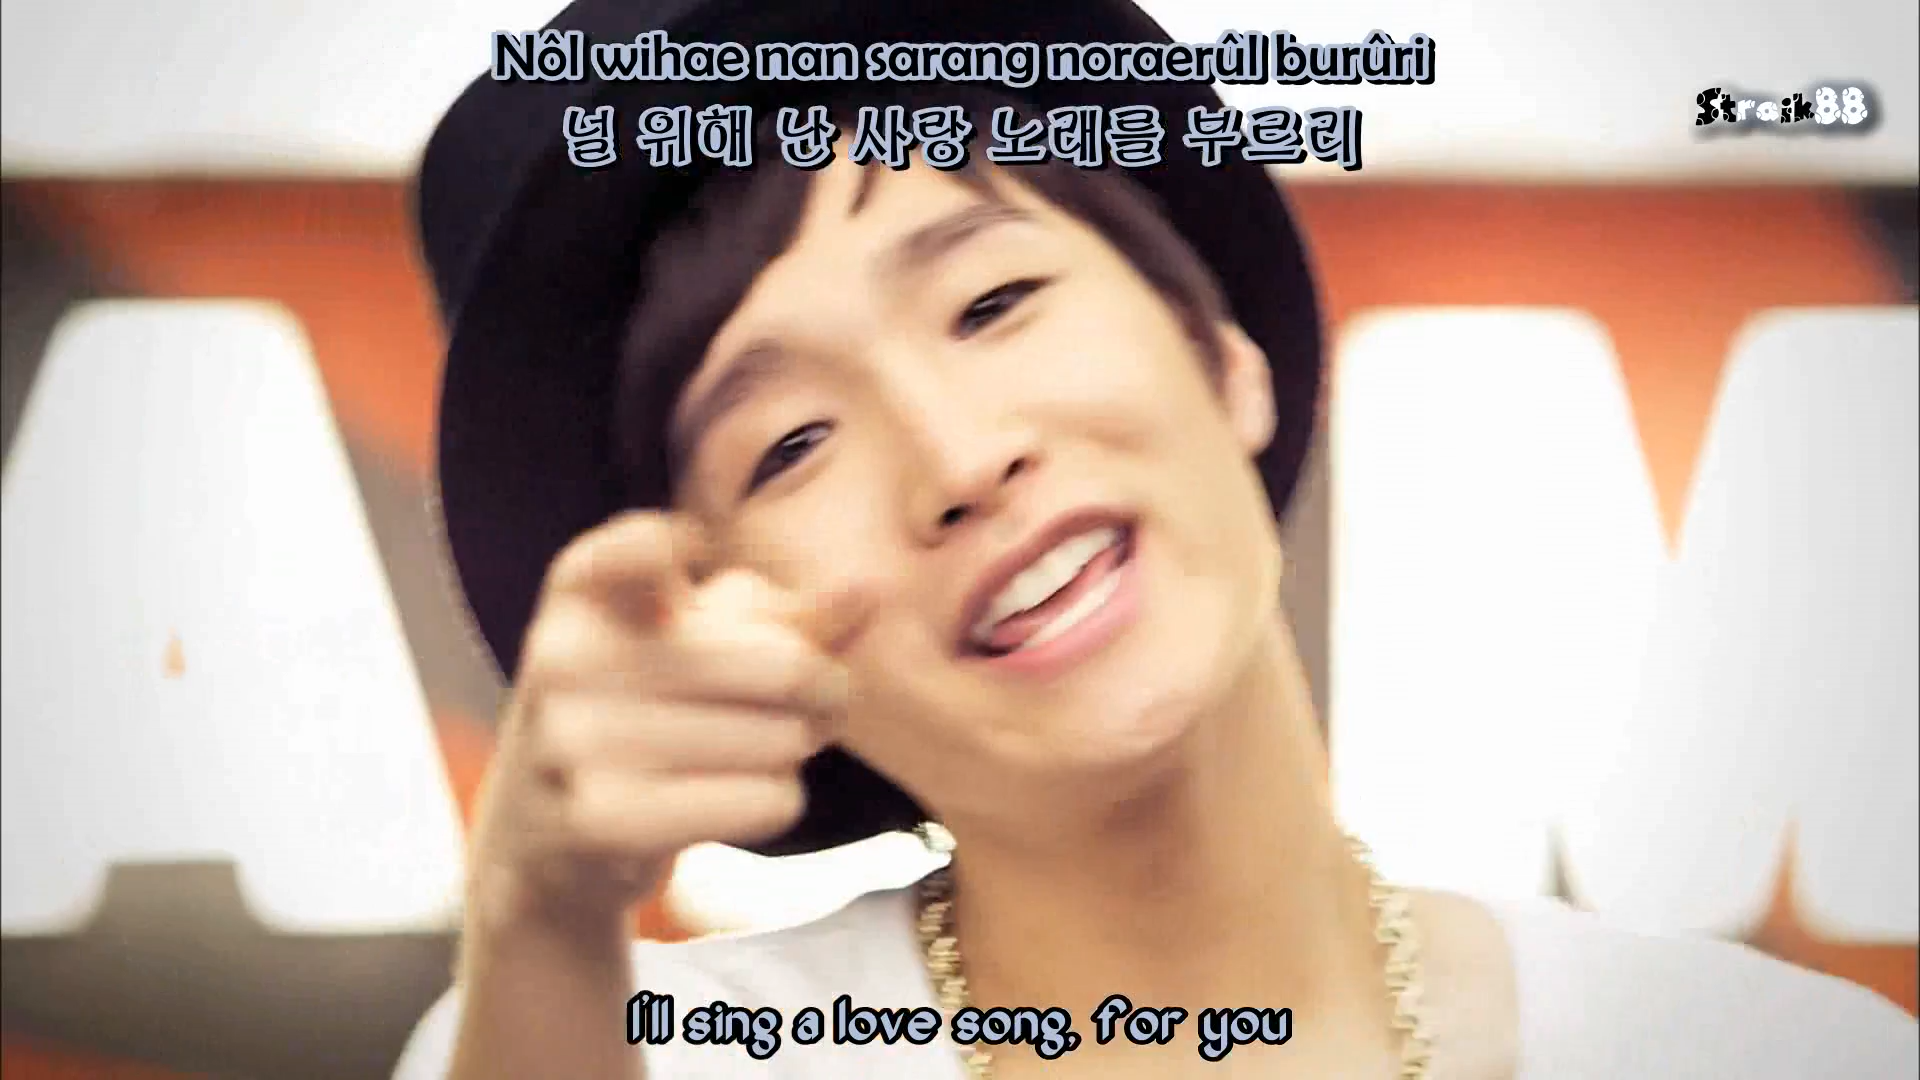 Nôl wihae nan sarang noraerûl burûri
널 위해 난 사랑 노래를 부르리
Straik88
I'll sing a love song, for you